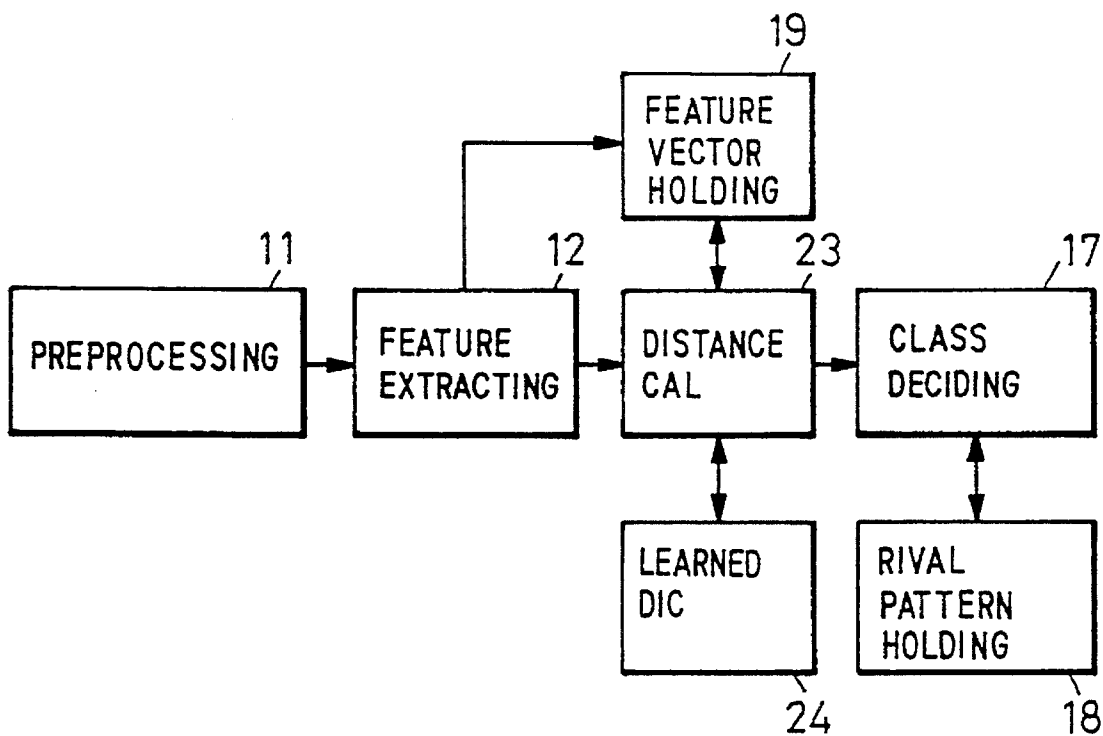 19
FEATURE
VECTOR
HOLDING
11
PREPROCESSING
12
FEATURE
EXTRACTING
23
DISTANCE
CAL
17
CLASS
DECIDING
LEARNED
DIC
24
RIVAL
PATTERN
HOLDING
18